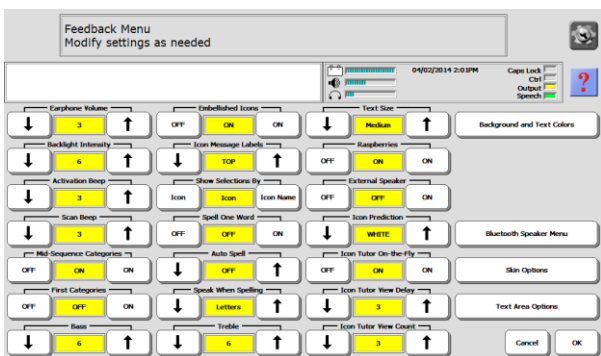 Feedback Menu
Modify settings as needed
04/02/2014 2:01PM
Caps Lock
Ctrl
Output
Speech
?
Earphone Volume Embellished Icons Text Size
3 OFF ON ON Medium Background and Text Colors
Backlight Intensity Icon Message Labels Raspberries
6 TOP OFF ON ON
Activation Beep Show Selections By External Speaker
3 Icon Icon Icon Name OFF OFF ON
Scan Beep Spell One Word Icon Prediction
3 OFF OFF ON WHITE Bluetooth Speaker Menu
Mid-Sequence Categories Auto Spell Icon Tutor On-the-Fly
OFF ON ON OFF OFF ON ON Skin Options
First Categories Speak When Spelling Icon Tutor View Delay
OFF OFF ON Letters 3 Text Area Options
Bass Treble Icon Tutor View Count
6 6 3 Cancel OK